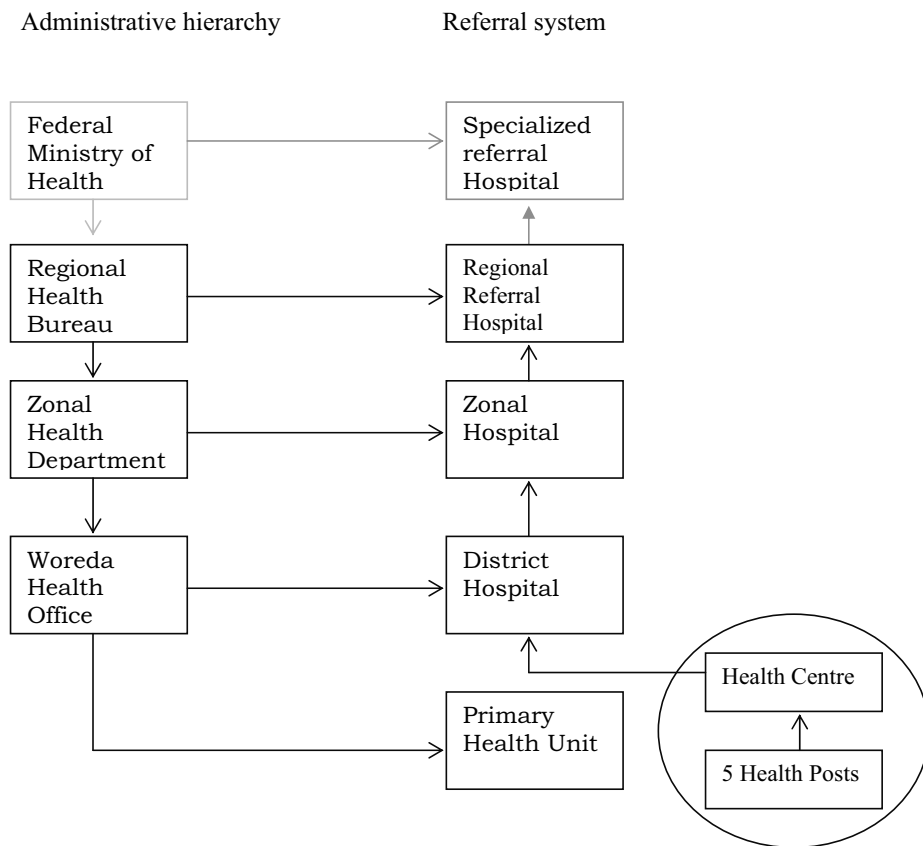 Administrative hierarchy
Referral system
Federal
Ministry of
Health
Specialized
referral
Hospital
Regional
Health
Bureau
Regional
Referral
Hospital
Zonal
Health
Department
Zonal
Hospital
Woreda
Health
Office
District
Hospital
Health Centre
Primary
Health Unit
5 Health Posts